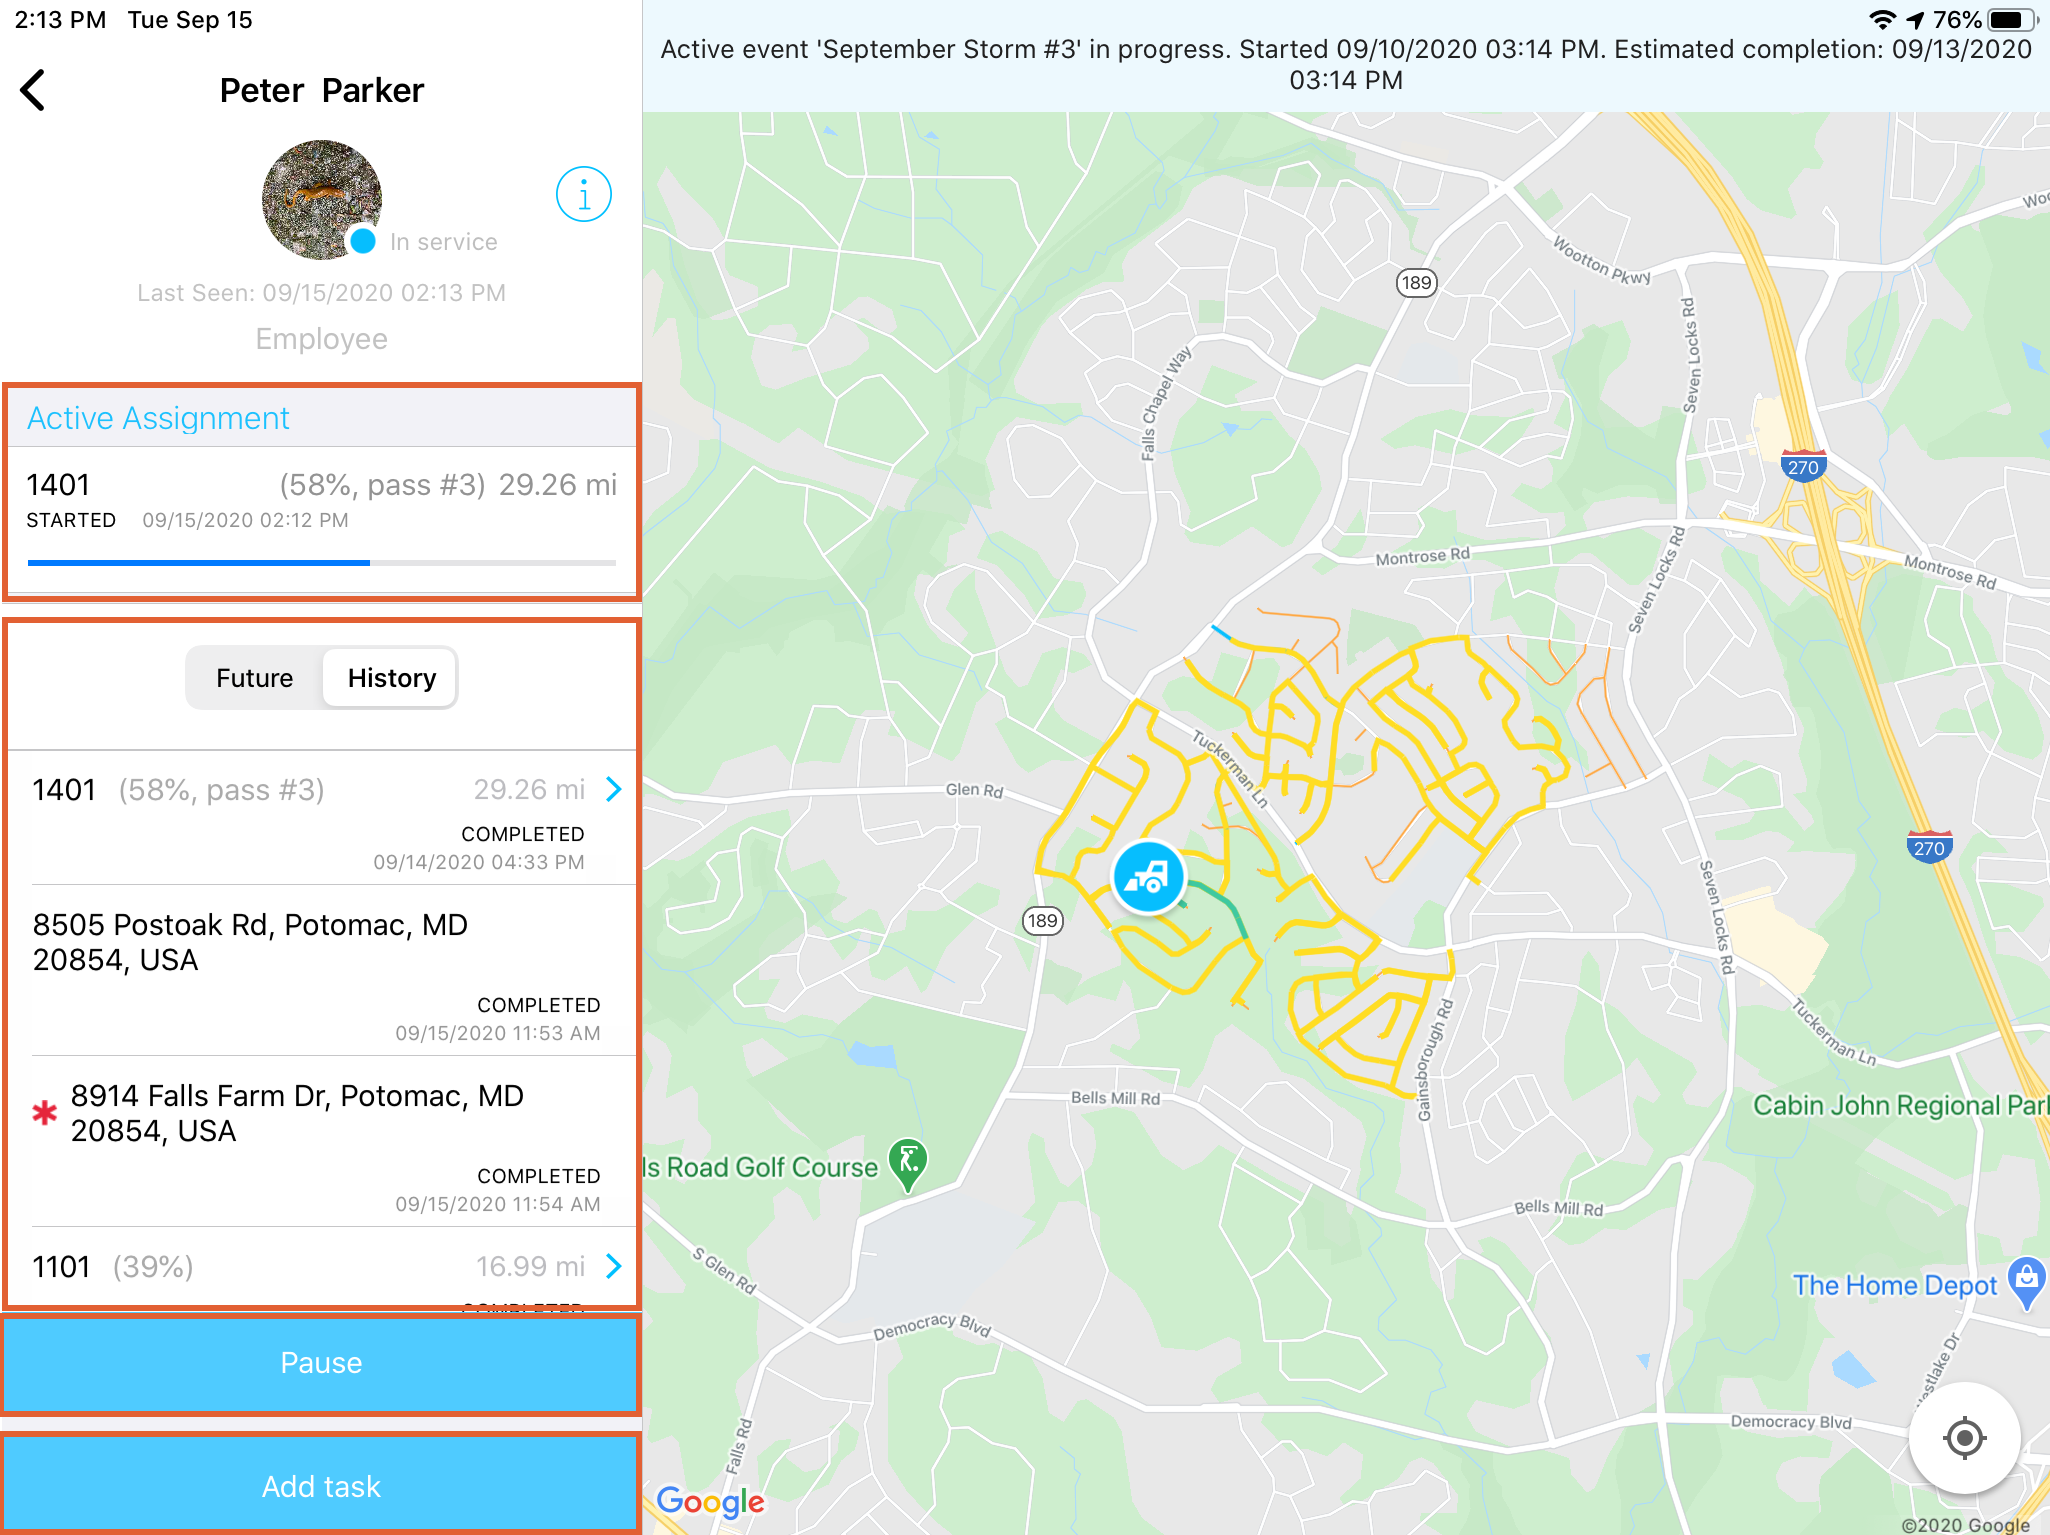 2:13 PM Tue Sep 15
76%
Peter Parker
In service
Last Seen: 09/15/2020 02:13 PM
Employee
Active Assignment
1401 (58%, pass #3) 29.26 mi
STARTED 09/15/2020 02:12 PM
Future History
1401 (58%, pass #3) 29.26 mi
COMPLETED
09/14/2020 04:33 PM
8505 Postoak Rd, Potomac, MD
20854, USA
COMPLETED
09/15/2020 11:53 AM
8914 Falls Farm Dr, Potomac, MD
20854, USA
COMPLETED
09/15/2020 11:54 AM
1101 (39%) 16.99 mi
COMPLETED
Pause
Add task
Active event 'September Storm #3' in progress. Started 09/10/2020 03:14 PM. Estimated completion: 09/13/2020
03:14 PM
Woo
Wootton Pkwy
189
Seven Locks Rd
Falls Chapel Way
270
Montrose Rd
Montrose Rd
Seven Locks Rd
Tuckerman Ln
Glen Rd
270
Seven Locks Rd
189
Tuckerman Ln
Gainsborough Rd
Bells Mill Rd
Cabin John Regional Park
ls Road Golf Course
Bells Mill Rd
S Glen Rd
The Home Depot
Democracy Blvd
Westlake Dr
Democracy Blvd
Falls Rd
Google
©2020 Google